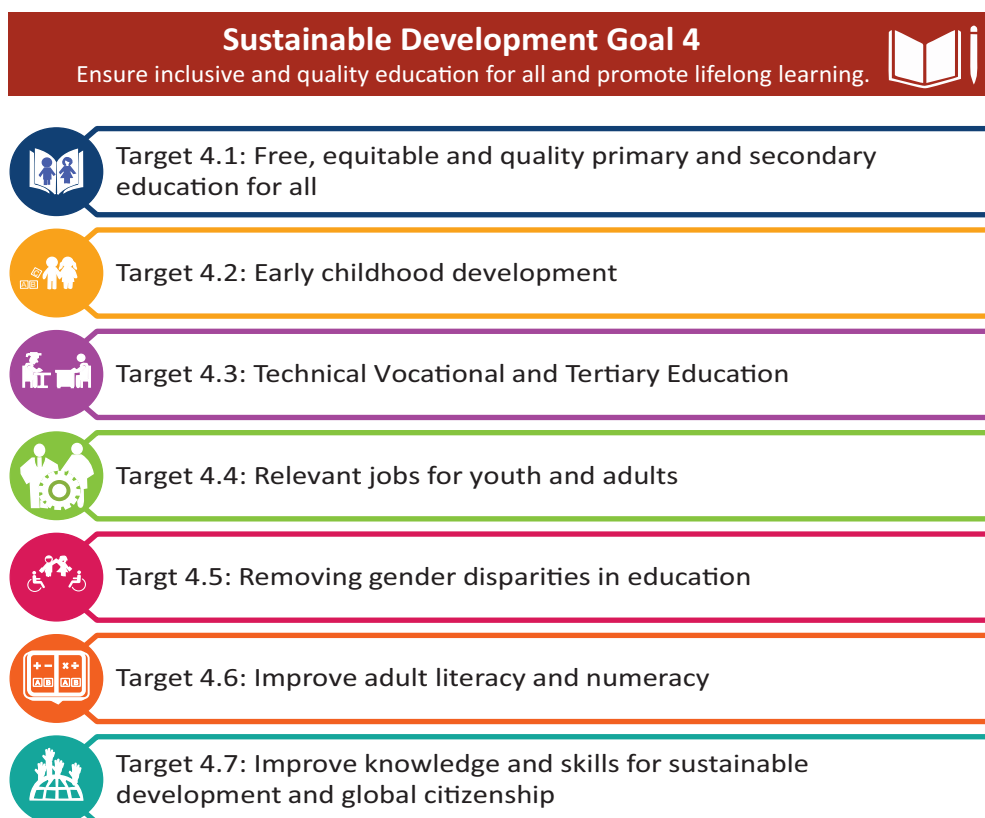 Sustainable Development Goal 4
Ensure inclusive and quality education for all and promote lifelong learning.
Target 4.1: Free, equitable and quality primary and secondary
education for all
Target 4.2: Early childhood development
Target 4.3: Technical Vocational and Tertiary Education
Target 4.4: Relevant jobs for youth and adults
Targt 4.5: Removing gender disparities in education
Target 4.6: Improve adult literacy and numeracy
Target 4.7: Improve knowledge and skills for sustainable
development and global citizenship